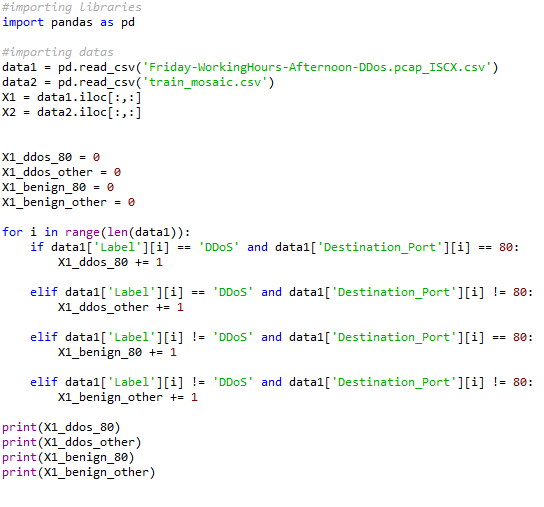 #importing libraries
import pandas as pd

#importing datas
data1 = pd.read_csv('Friday-WorkingHours-Afternoon-DDos.pcap_ISCX.csv')
data2 = pd.read_csv('train_mosaic.csv')
X1 = data1.iloc[:,:]
X2 = data2.iloc[:,:]


X1_ddos_80 = 0
X1_ddos_other = 0
X1_benign_80 = 0
X1_benign_other = 0

for i in range(len(data1)):
    if data1['Label'][i] == 'DDoS' and data1['Destination_Port'][i] == 80:
        X1_ddos_80 += 1

    elif data1['Label'][i] == 'DDoS' and data1['Destination_Port'][i] != 80:
        X1_ddos_other += 1

    elif data1['Label'][i] != 'DDoS' and data1['Destination_Port'][i] == 80:
        X1_benign_80 += 1

    elif data1['Label'][i] != 'DDoS' and data1['Destination_Port'][i] != 80:
        X1_benign_other += 1

print(X1_ddos_80)
print(X1_ddos_other)
print(X1_benign_80)
print(X1_benign_other)